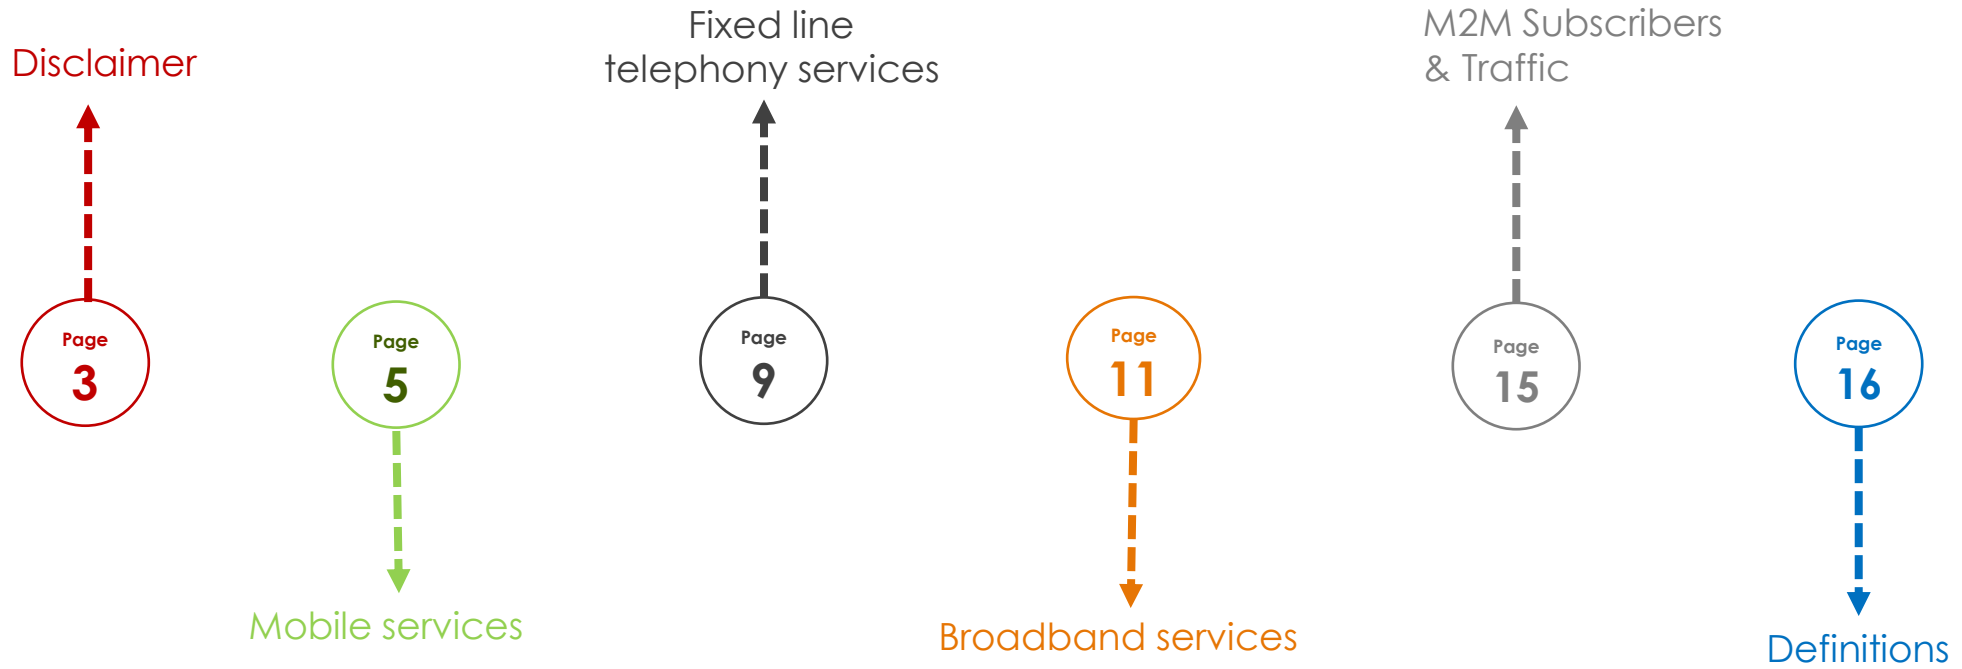 Disclaimer
Page
3
Page
5
Mobile services
Fixed line
telephony services
Page
9
Page
11
Broadband services
M2M Subscribers
& Traffic
Page
15
Page
16
Definitions